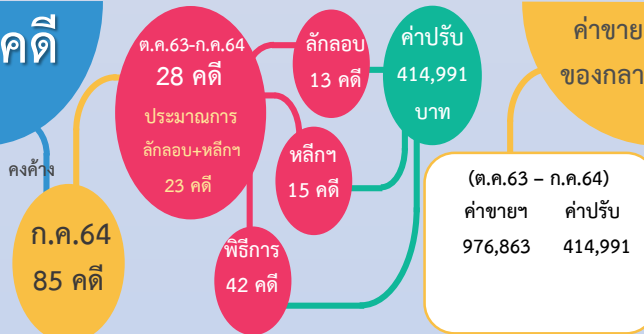 คดี
คงค้าง
ก.ค.64
85 คดี
ต.ค.63-ก.ค.64
28 คดี
ประมาณการ
ลักลอบ+หลีกฯ
23 คดี
ลักลอบ
13 คดี
หลีกฯ
15 คดี
พิธีการ
42 คดี
ค่าปรับ
414,991
บาท
ค่าขาย
ของกลา
(ต.ค.63 – ก.ค.64)
ค่าขายฯ ค่าปรับ
976,863 414,991